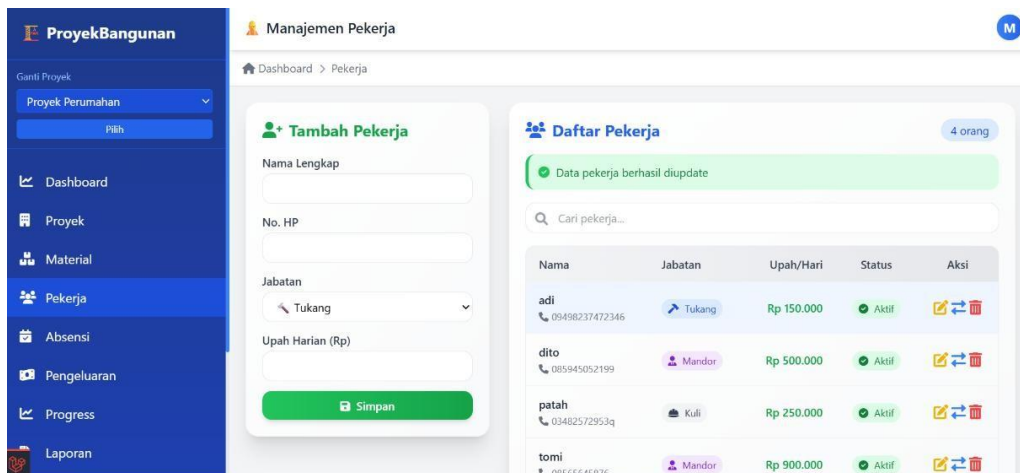 ProyekBangunan
Ganti Proyek
Proyek Perumahan
Pilih
Dashboard
Proyek
Material
Pekerja
Absensi
Pengeluaran
Progress
Laporan
Manajemen Pekerja
M
Dashboard > Pekerja
Tambah Pekerja
Nama Lengkap
No. HP
Jabatan
Tukang
Upah Harian (Rp)
Simpan
Daftar Pekerja
4 orang
Data pekerja berhasil diupdate
Cari pekerja...
Nama Jabatan Upah/Hari Status Aksi
adi
09498237472346
Tukang Rp 150.000 Aktif
dito
085945052199
Mandor Rp 500.000 Aktif
patah
03482572953q
Kuli Rp 250.000 Aktif
tomi
Mandor Rp 900.000 Aktif